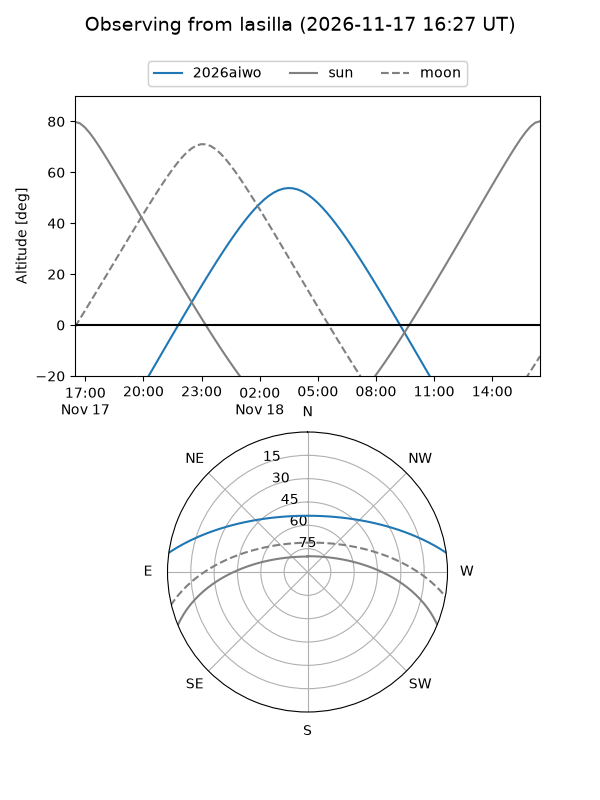 Observing from lasilla (2026-11-17 16:27 UT)
2026aiwo sun moon
Altitude [deg]
80
60
40
20
0
−20
17:00 20:00 23:00 02:00 05:00 08:00 11:00 14:00
Nov 17 Nov 18
N
NE NW
15
30
45
60
75
E W
SE SW
S